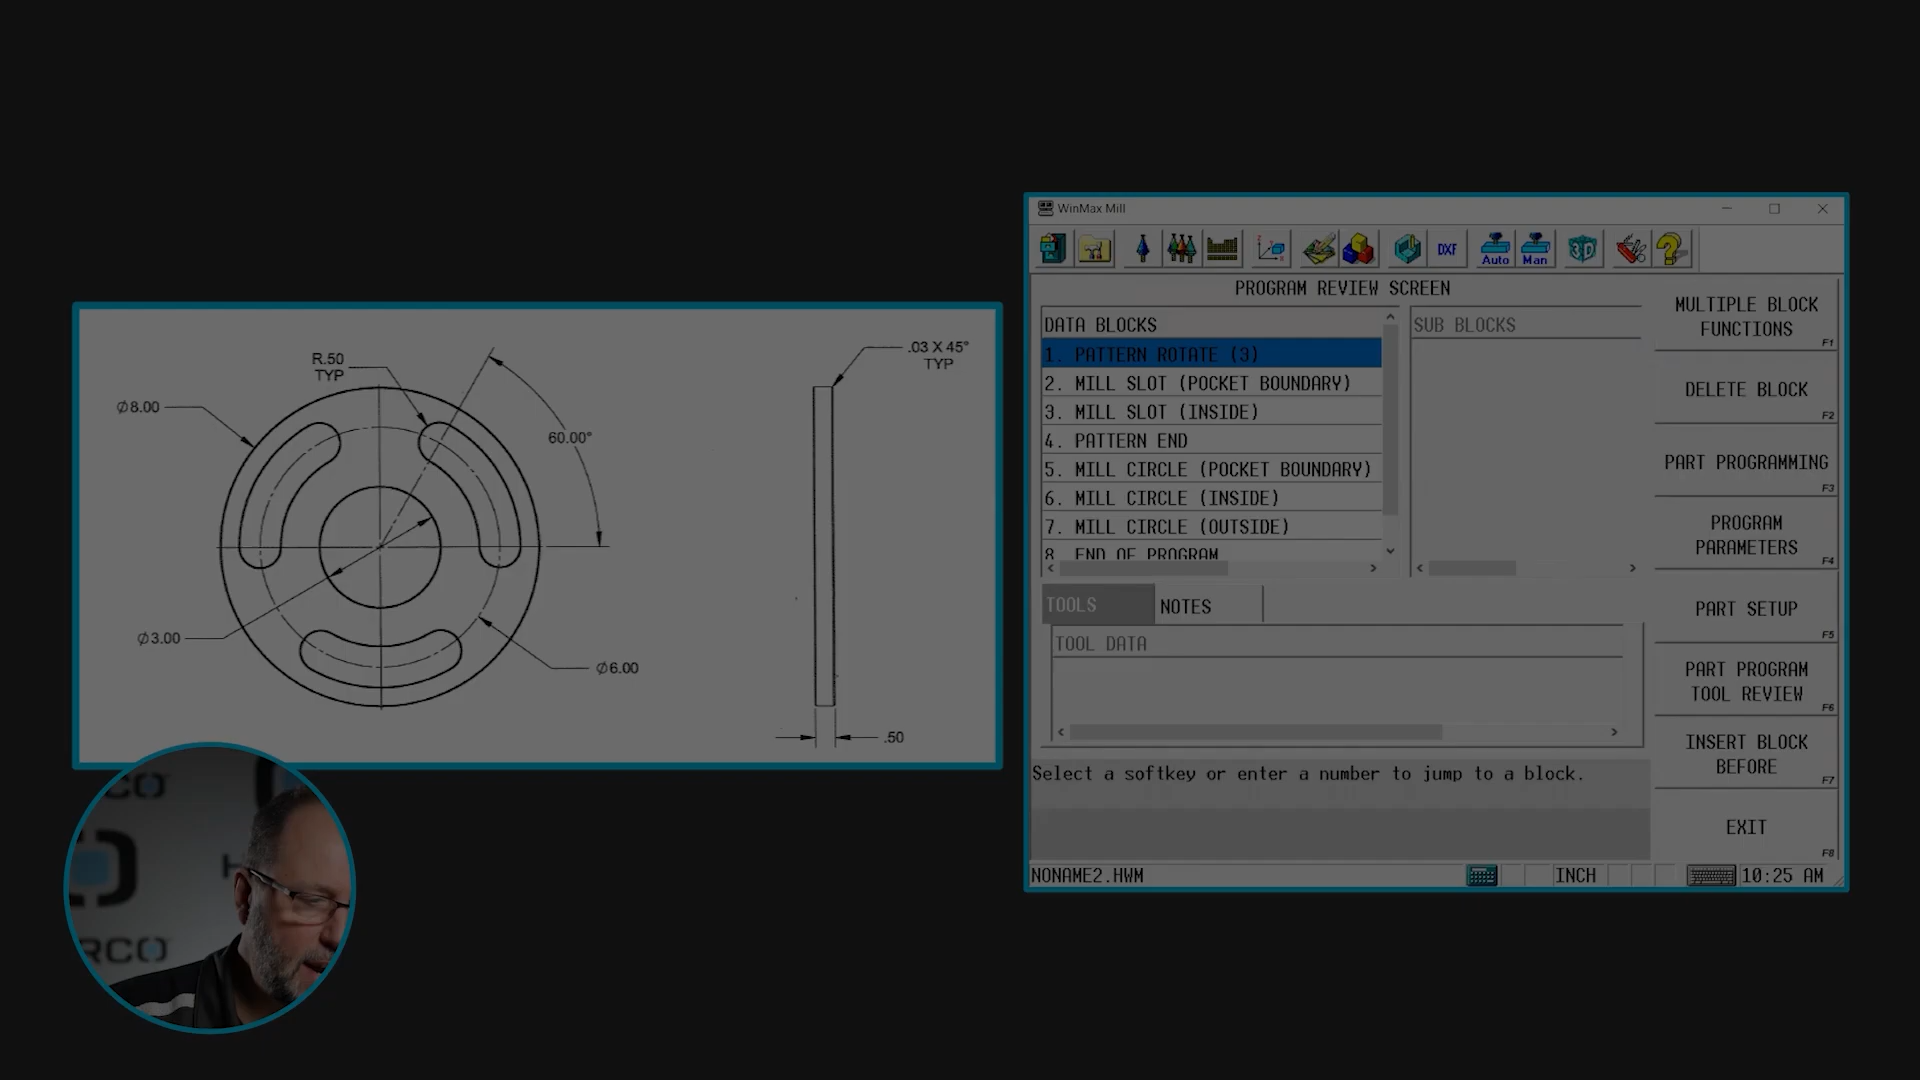 R.50
TYP
Ø8.00
60.00°
Ø3.00
Ø6.00
.03 X 45°
TYP
.50
WinMax Mill
DXF
Auto
Man
3D
PROGRAM REVIEW SCREEN
DATA BLOCKS
1. PATTERN ROTATE (3)
2. MILL SLOT (POCKET BOUNDARY)
3. MILL SLOT (INSIDE)
4. PATTERN END
5. MILL CIRCLE (POCKET BOUNDARY)
6. MILL CIRCLE (INSIDE)
7. MILL CIRCLE (OUTSIDE)
8 END OF PROGRAM
SUB BLOCKS
TOOLS
NOTES
TOOL DATA
Select a softkey or enter a number to jump to a block.
MULTIPLE BLOCK
FUNCTIONS
F1
DELETE BLOCK
F2
PART PROGRAMMING
F3
PROGRAM
PARAMETERS
F4
PART SETUP
F5
PART PROGRAM
TOOL REVIEW
F6
INSERT BLOCK
BEFORE
F7
EXIT
F8
NONAME2.HWM
INCH
10:25 AM
CO
H
RCO